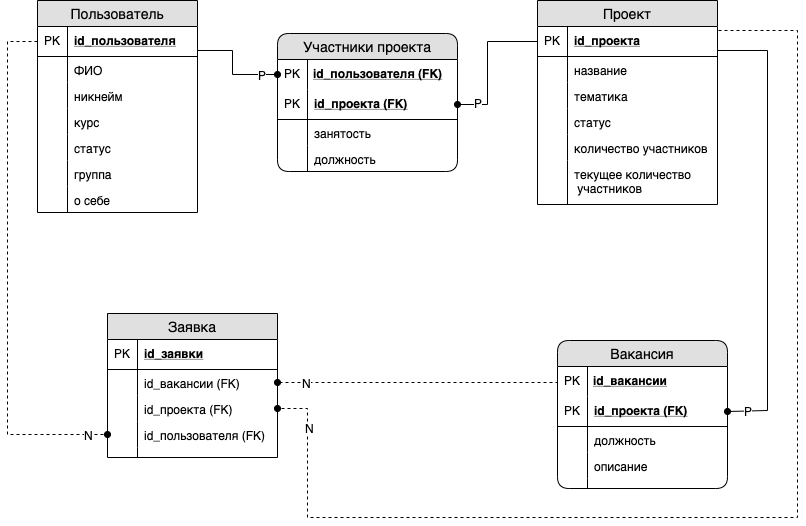 Пользователь
PK id_пользователя
ФИО
никнейм
курс
статус
группа
о себе
Участники проекта
P PK id_пользователя (FK)
PK id_проекта (FK) P
занятость
должность
Проект
PK id_проекта
название
тематика
статус
количество участников
текущее количество
участников
Заявка
PK id_заявки
id_вакансии (FK) N
id_проекта (FK) N
N id_пользователя (FK)
Вакансия
PK id_вакансии
PK id_проекта (FK) P
должность
описание